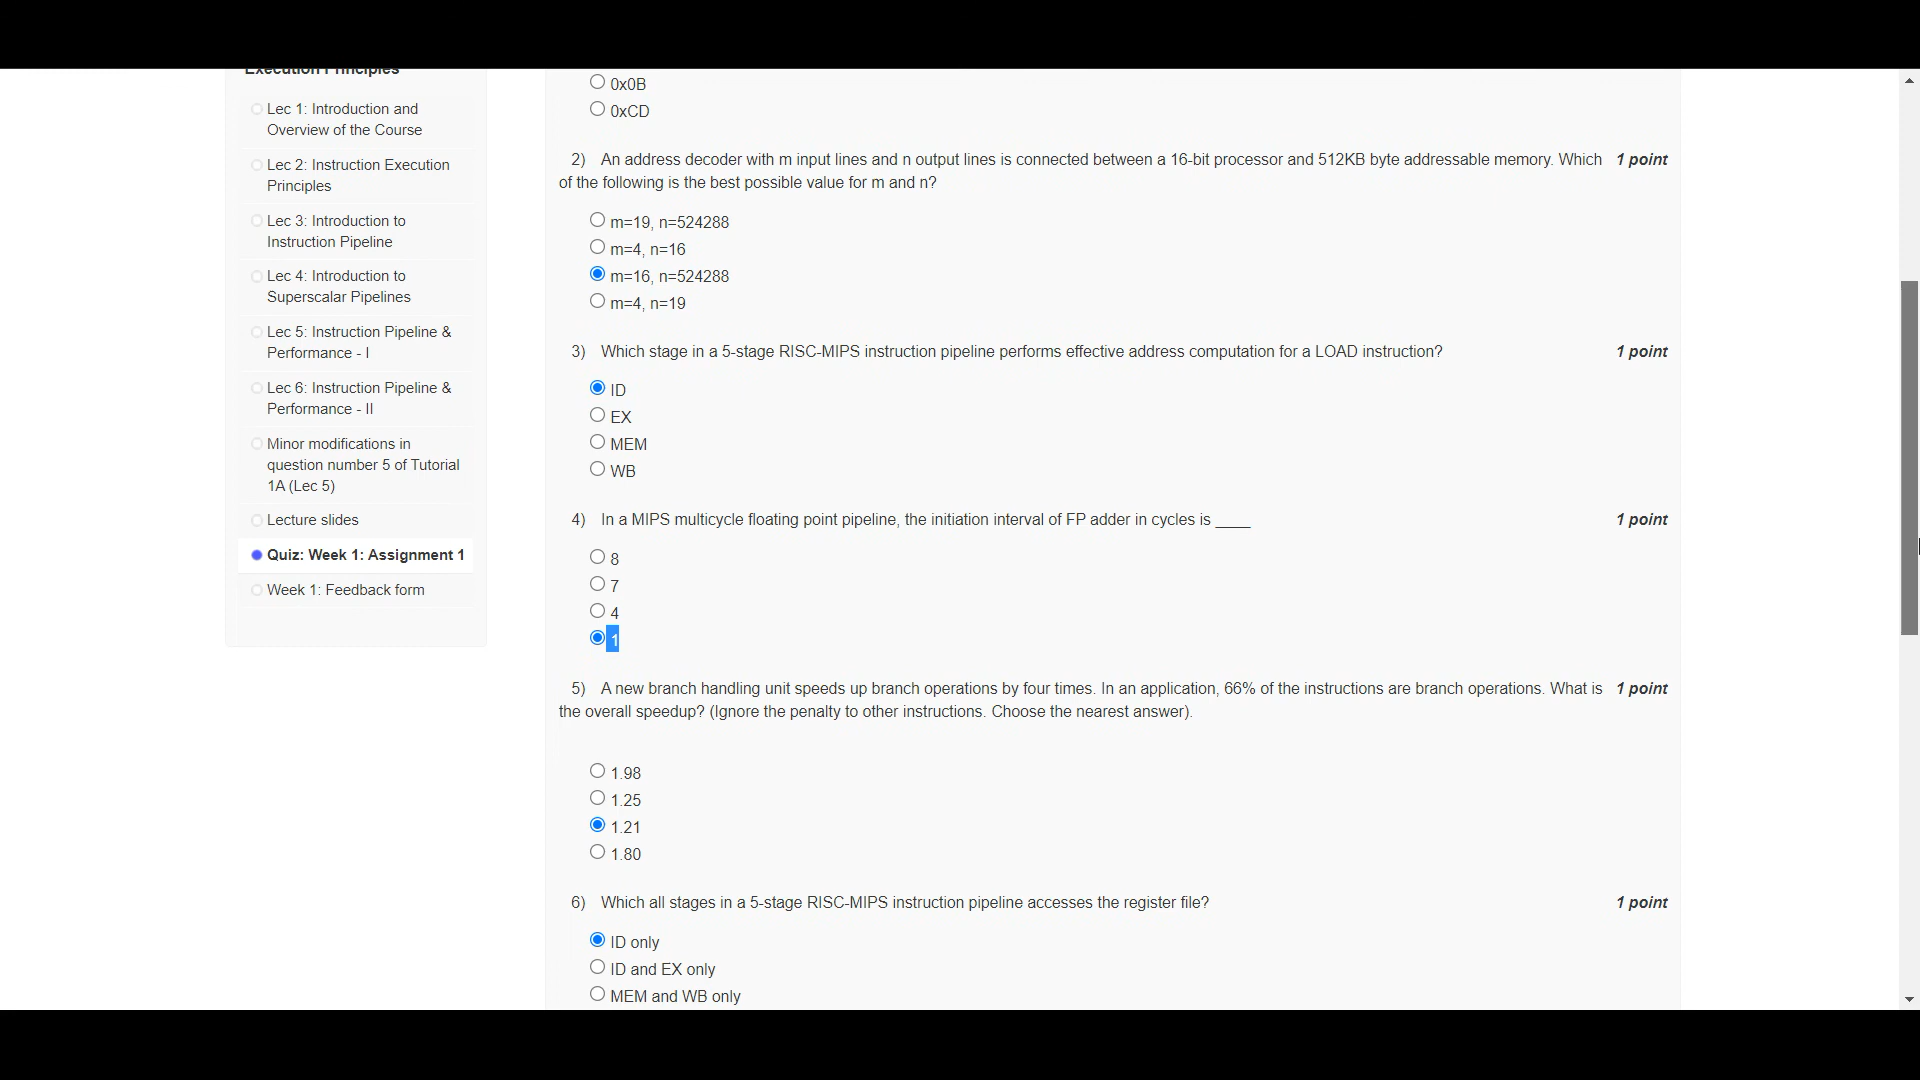 Execution Principles
Lec 1: Introduction and
Overview of the Course
Lec 2: Instruction Execution
Principles
Lec 3: Introduction to
Instruction Pipeline
Lec 4: Introduction to
Superscalar Pipelines
Lec 5: Instruction Pipeline &
Performance - I
Lec 6: Instruction Pipeline &
Performance - II
Minor modifications in
question number 5 of Tutorial
1A (Lec 5)
Lecture slides
Quiz: Week 1: Assignment 1
Week 1: Feedback form
0x0B
0xCD
2) An address decoder with m input lines and n output lines is connected between a 16-bit processor and 512KB byte addressable memory. Which 1 point
of the following is the best possible value for m and n?
m=19, n=524288
m=4, n=16
m=16, n=524288
m=4, n=19
3) Which stage in a 5-stage RISC-MIPS instruction pipeline performs effective address computation for a LOAD instruction? 1 point
ID
EX
MEM
WB
4) In a MIPS multicycle floating point pipeline, the initiation interval of FP adder in cycles is ____ 1 point
8
7
4
1
5) A new branch handling unit speeds up branch operations by four times. In an application, 66% of the instructions are branch operations. What is 1 point
the overall speedup? (Ignore the penalty to other instructions. Choose the nearest answer).
1.98
1.25
1.21
1.80
6) Which all stages in a 5-stage RISC-MIPS instruction pipeline accesses the register file? 1 point
ID only
ID and EX only
MEM and WB only